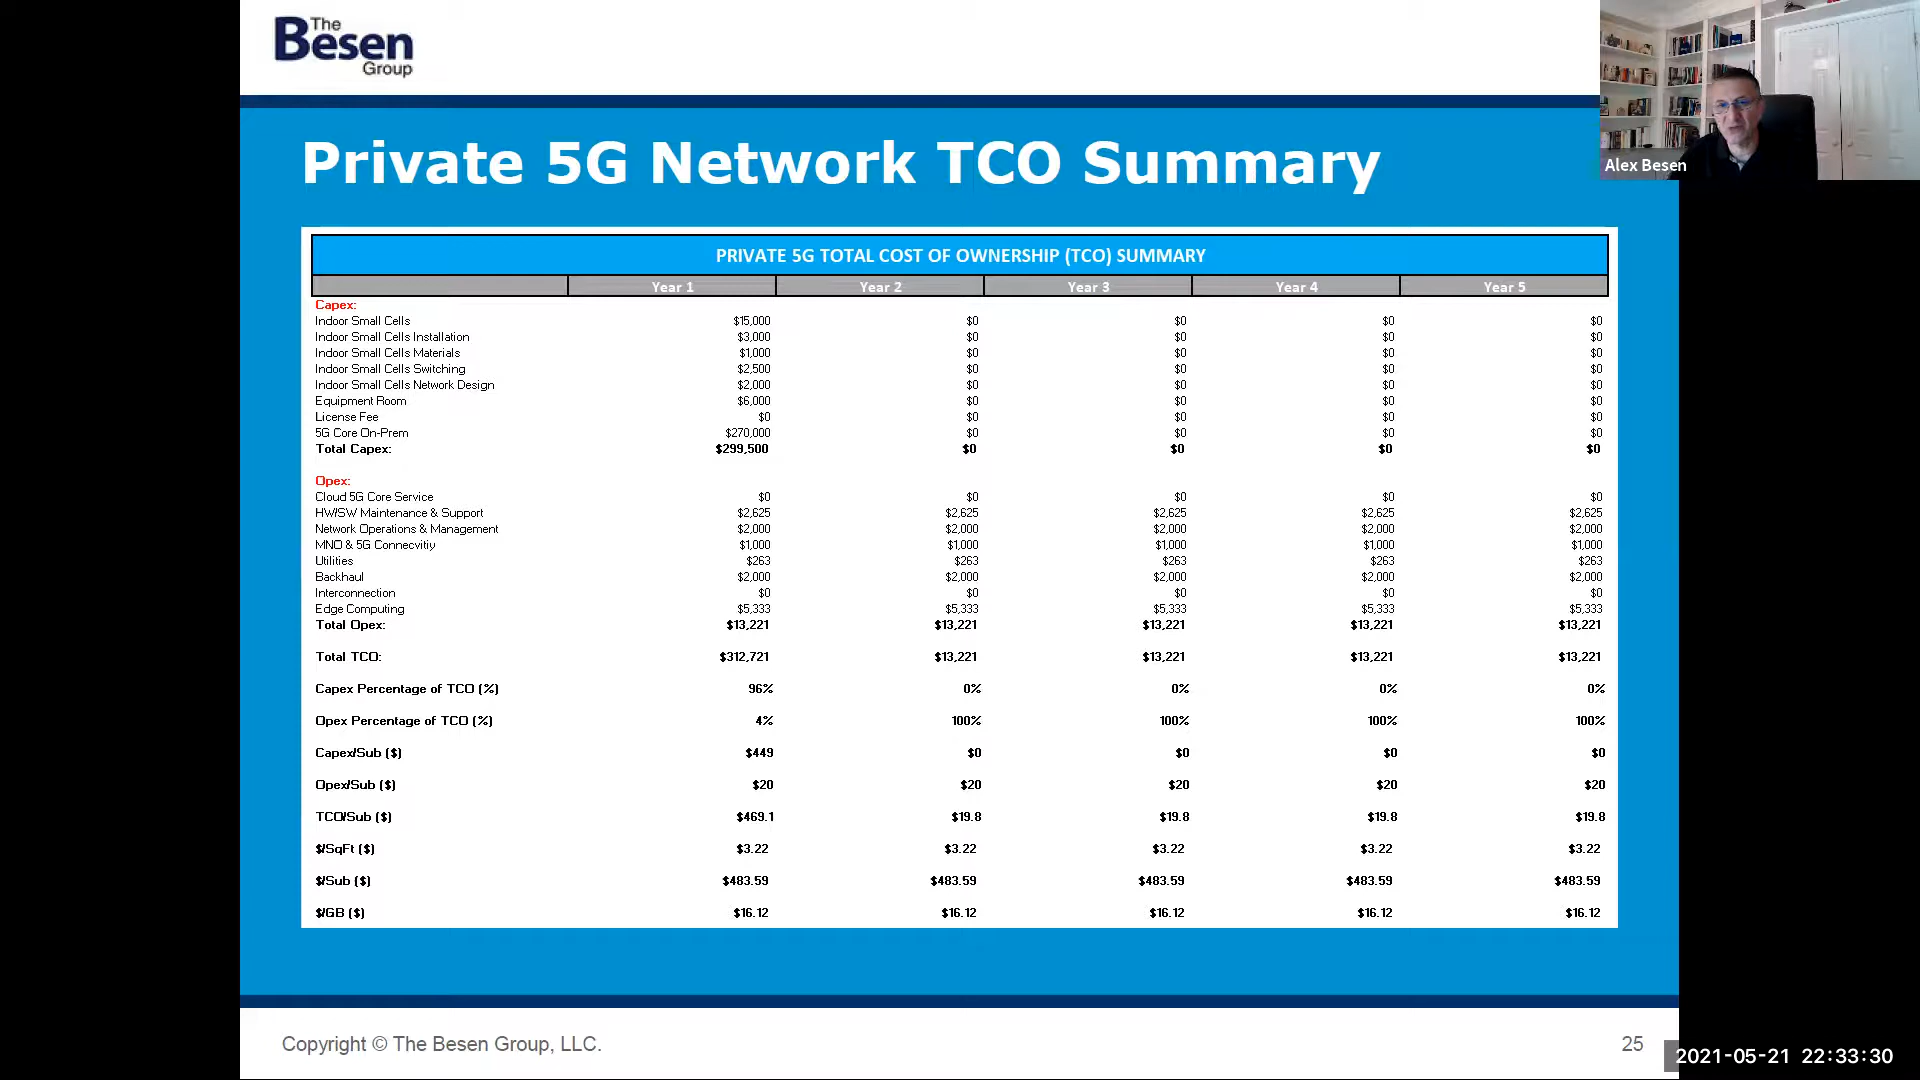 The
Besen
Group
Alex Besen
Private 5G Network TCO Summary
PRIVATE 5G TOTAL COST OF OWNERSHIP (TCO) SUMMARY
Year 1 Year 2 Year 3 Year 4 Year 5
Capex:
Indoor Small Cells $15,000 $0 $0 $0 $0
Indoor Small Cells Installation $3,000 $0 $0 $0 $0
Indoor Small Cells Materials $1,000 $0 $0 $0 $0
Indoor Small Cells Switching $2,500 $0 $0 $0 $0
Indoor Small Cells Network Design $2,000 $0 $0 $0 $0
Equipment Room $6,000 $0 $0 $0 $0
License Fee $0 $0 $0 $0 $0
5G Core On-Prem $270,000 $0 $0 $0 $0
Total Capex: $299,500 $0 $0 $0 $0
Opex:
Cloud 5G Core Service $0 $0 $0 $0 $0
HW/SW Maintenance & Support $2,625 $2,625 $2,625 $2,625 $2,625
Network Operations & Management $2,000 $2,000 $2,000 $2,000 $2,000
MNO & 5G Connecvitiy $1,000 $1,000 $1,000 $1,000 $1,000
Utilities $263 $263 $263 $263 $263
Backhaul $2,000 $2,000 $2,000 $2,000 $2,000
Interconnection $0 $0 $0 $0 $0
Edge Computing $5,333 $5,333 $5,333 $5,333 $5,333
Total Opex: $13,221 $13,221 $13,221 $13,221 $13,221
Total TCO: $312,721 $13,221 $13,221 $13,221 $13,221
Capex Percentage of TCO (%) 96% 0% 0% 0% 0%
Opex Percentage of TCO (%) 4% 100% 100% 100% 100%
Capex/Sub ($) $449 $0 $0 $0 $0
Opex/Sub ($) $20 $20 $20 $20 $20
TCO/Sub ($) $469.1 $19.8 $19.8 $19.8 $19.8
$/SqFt ($) $3.22 $3.22 $3.22 $3.22 $3.22
$/Sub ($) $483.59 $483.59 $483.59 $483.59 $483.59
$/GB ($) $16.12 $16.12 $16.12 $16.12 $16.12
Copyright © The Besen Group, LLC.
25
2021-05-21 22:33:30